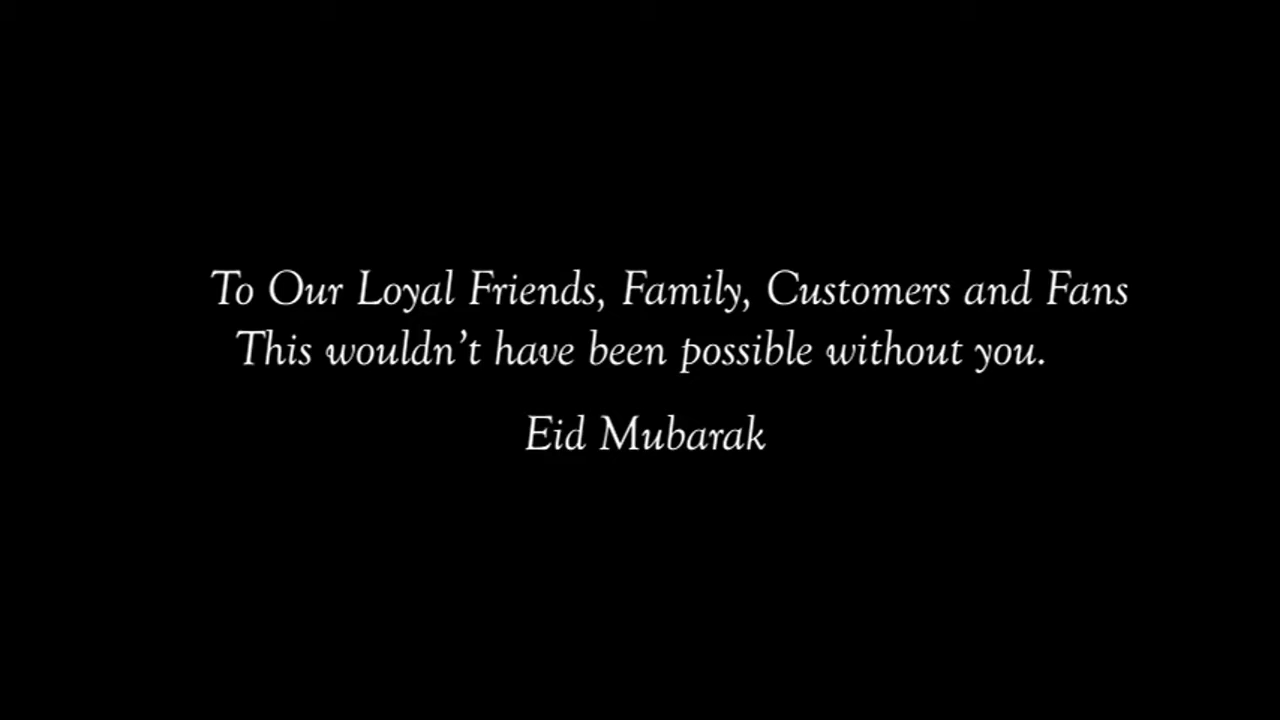 To Our Loyal Friends, Family, Customers and Fans
This wouldn't have been possible without you.
Eid Mubarak